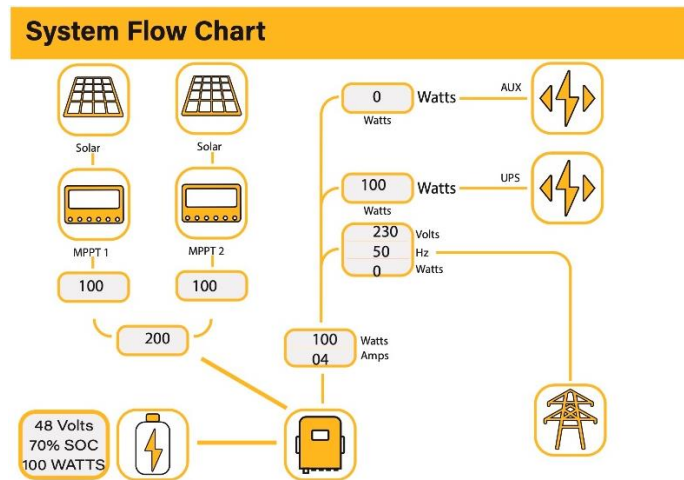 System Flow Chart
Solar
Solar
MPPT 1
MPPT 2
100
100
200
0 Watts
Watts
AUX
100 Watts
Watts
UPS
230 Volts
50 Hz
0 Watts
100 Watts
04 Amps
48 Volts
70% SOC
100 WATTS